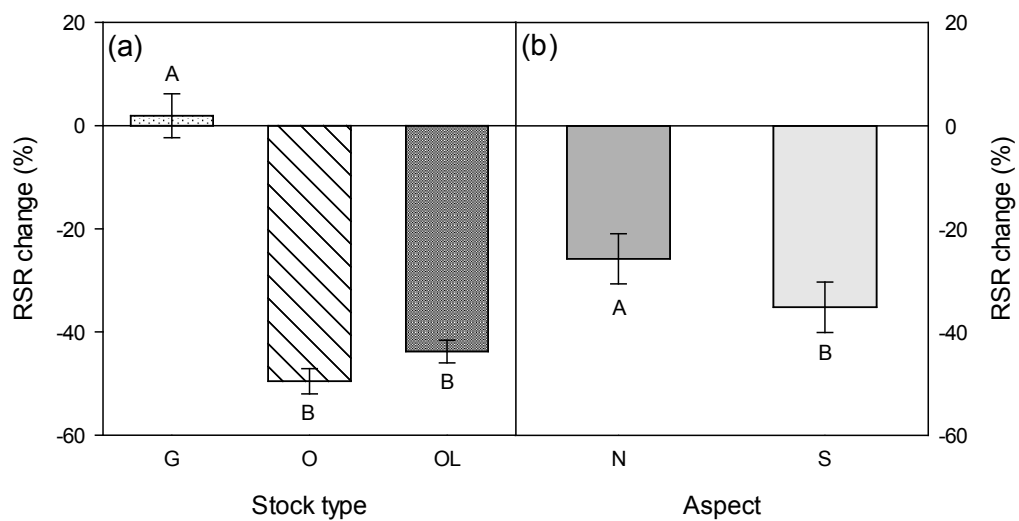 (a)
RSR change (%)
20
0
-20
-40
-60
A
B
B
G O OL
Stock type
(b)
A
B
N S
Aspect
20
0
-20
-40
-60
RSR change (%)